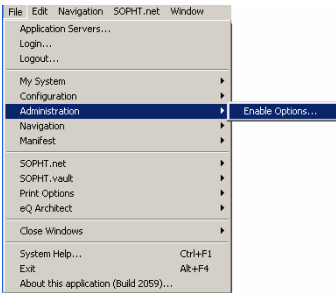 File Edit Navigation SOPHT.net Window
Application Servers...
Login...
Logout...
My System
Configuration
Administration
Enable Options...
Navigation
Manifest
SOPHT.net
SOPHT.vault
Print Options
eQ Architect
Close Windows
System Help... Ctrl+F1
Exit Alt+F4
About this application (Build 2059)...